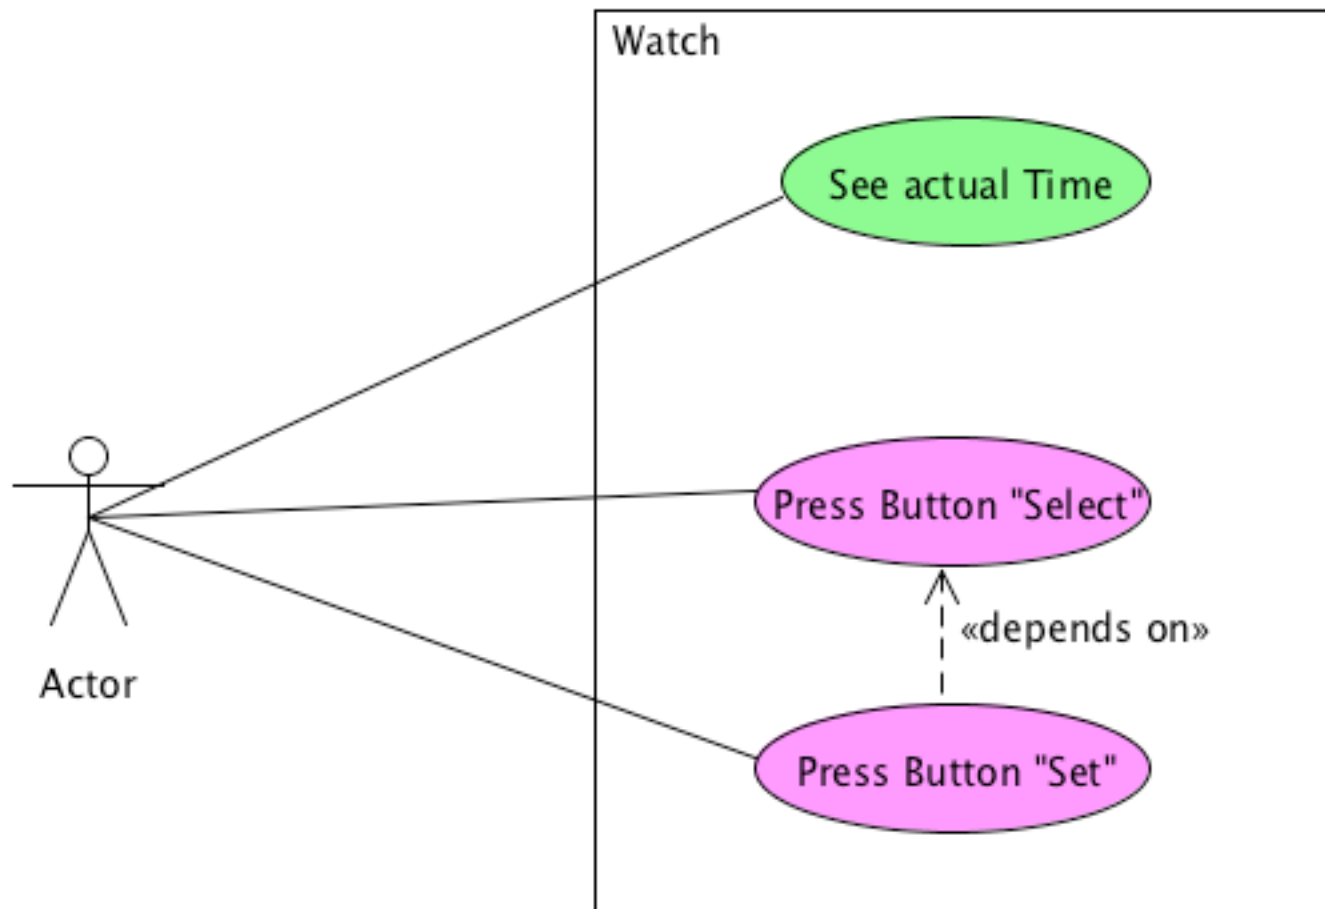 Watch
See actual Time
Press Button "Select"
«depends on»
Actor
Press Button "Set"